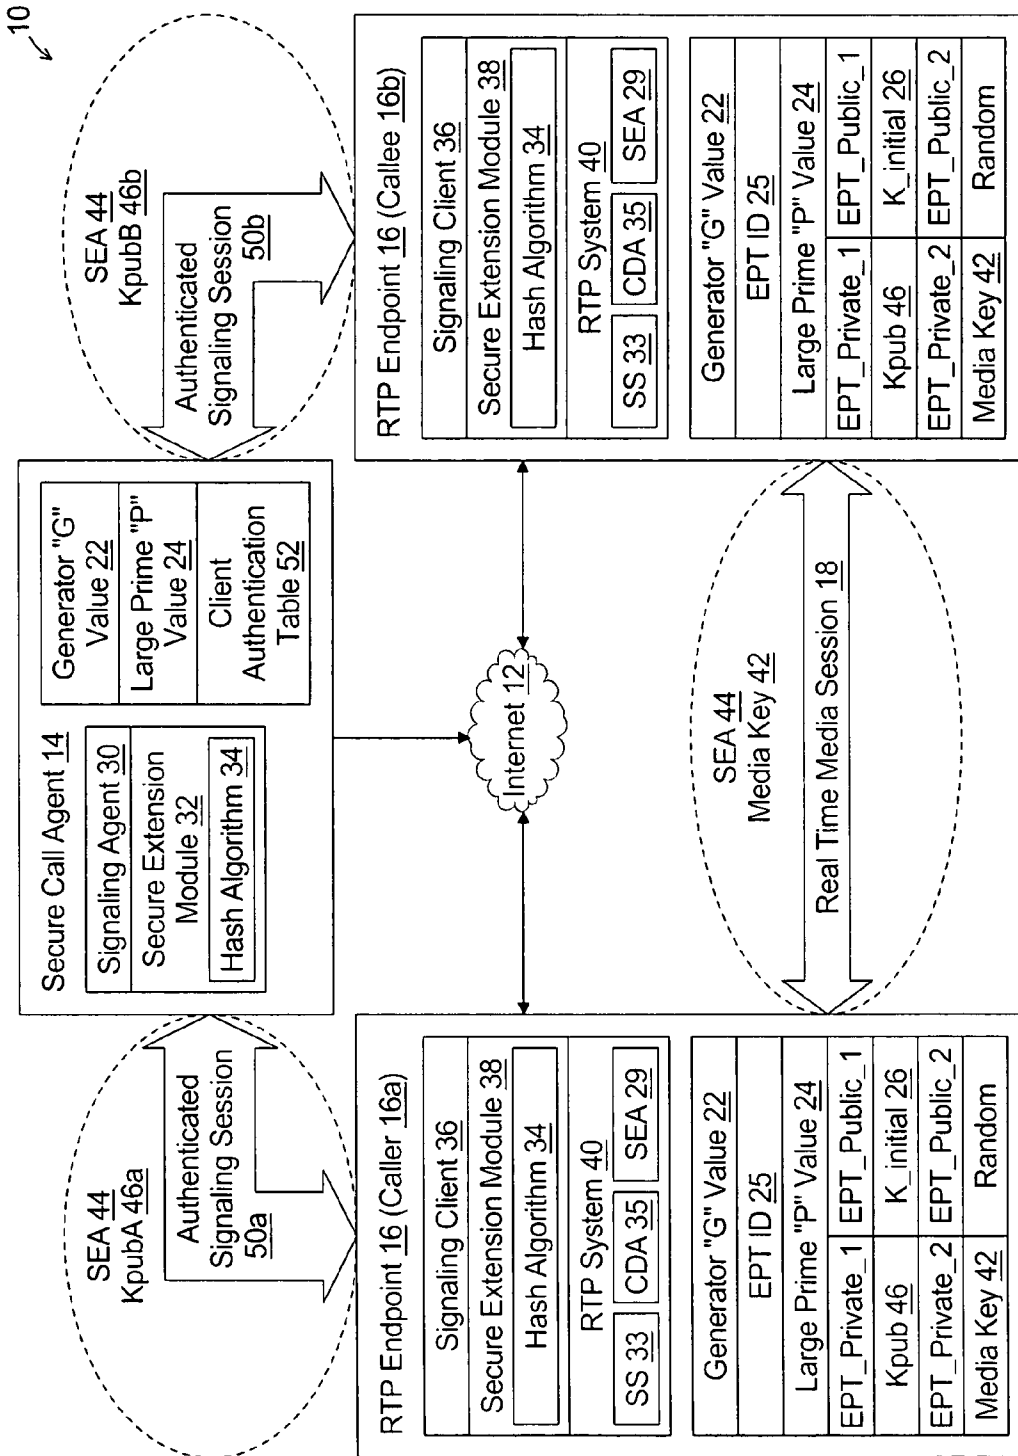 10
SEA 44
KpubA 46a
Authenticated
Signaling Session
50a
Secure Call Agent 14
Signaling Agent 30
Secure Extension
Module 32
Hash Algorithm 34
Generator "G"
Value 22
Large Prime "P"
Value 24
Client
Authentication
Table 52
SEA 44
KpubB 46b
Authenticated
Signaling Session
50b
Internet 12
RTP Endpoint 16 (Caller 16a)
Signaling Client 36
Secure Extension Module 38
Hash Algorithm 34
RTP System 40
SS 33
CDA 35
SEA 29
Generator "G" Value 22
EPT ID 25
Large Prime "P" Value 24
EPT_Private_1
EPT_Public_1
Kpub 46
K_initial 26
EPT_Private_2
EPT_Public_2
Media Key 42
Random
SEA 44
Media Key 42
Real Time Media Session 18
RTP Endpoint 16 (Callee 16b)
Signaling Client 36
Secure Extension Module 38
Hash Algorithm 34
RTP System 40
SS 33
CDA 35
SEA 29
Generator "G" Value 22
EPT ID 25
Large Prime "P" Value 24
EPT_Private_1
EPT_Public_1
Kpub 46
K_initial 26
EPT_Private_2
EPT_Public_2
Media Key 42
Random